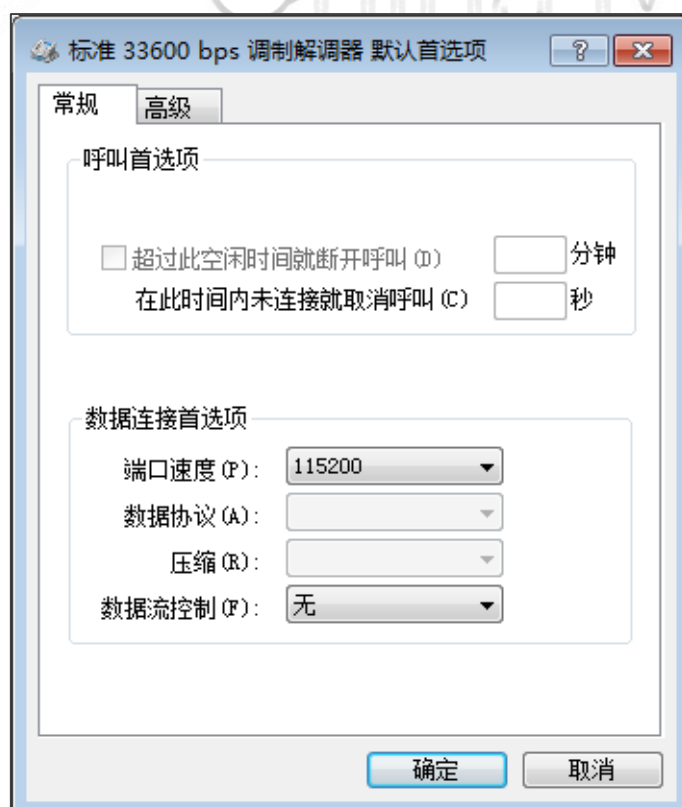 标准 33600 bps 调制解调器 默认首选项
常规
高级
呼叫首选项
超过此空闲时间就断开呼叫(D)
分钟
在此时间内未连接就取消呼叫(C)
秒
数据连接首选项
端口速度(P):
115200
数据协议(A):
压缩(R):
数据流控制(F):
无
确定
取消